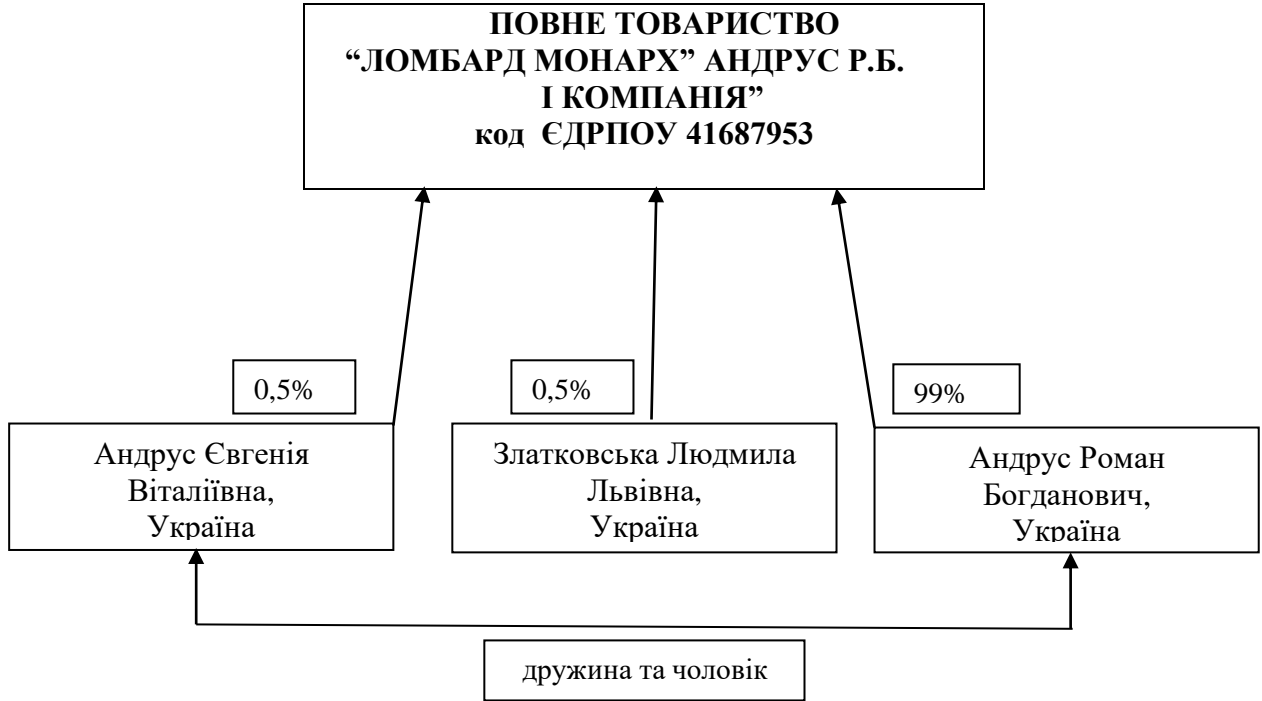 ПОВНЕ ТОВАРИСТВО
“ЛОМБАРД МОНАРХ” АНДРУС Р.Б.
І КОМПАНІЯ”
код ЄДРПОУ 41687953
0,5%
0,5%
99%
Андрус Євгенія
Віталіївна,
Україна
Златковська Людмила
Львівна,
Україна
Андрус Роман
Богданович,
Україна
дружина та чоловік